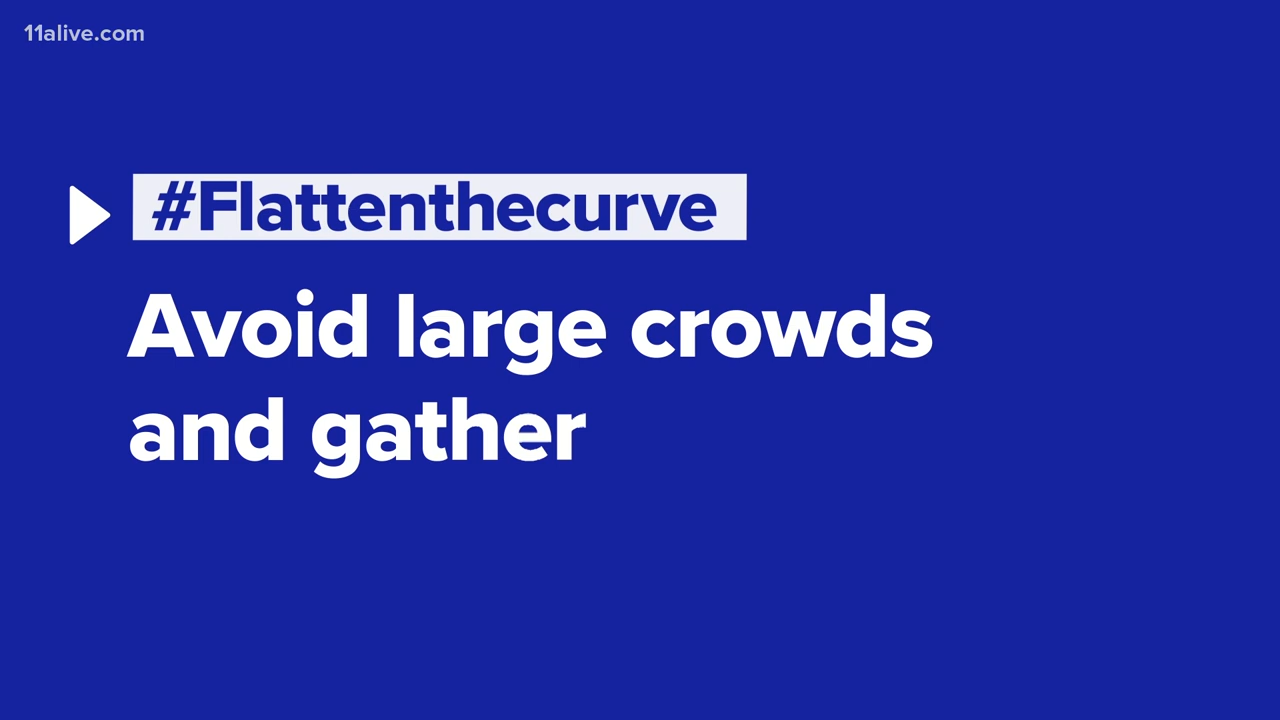 11alive.com
#Flattenthecurve
Avoid large crowds
and gather